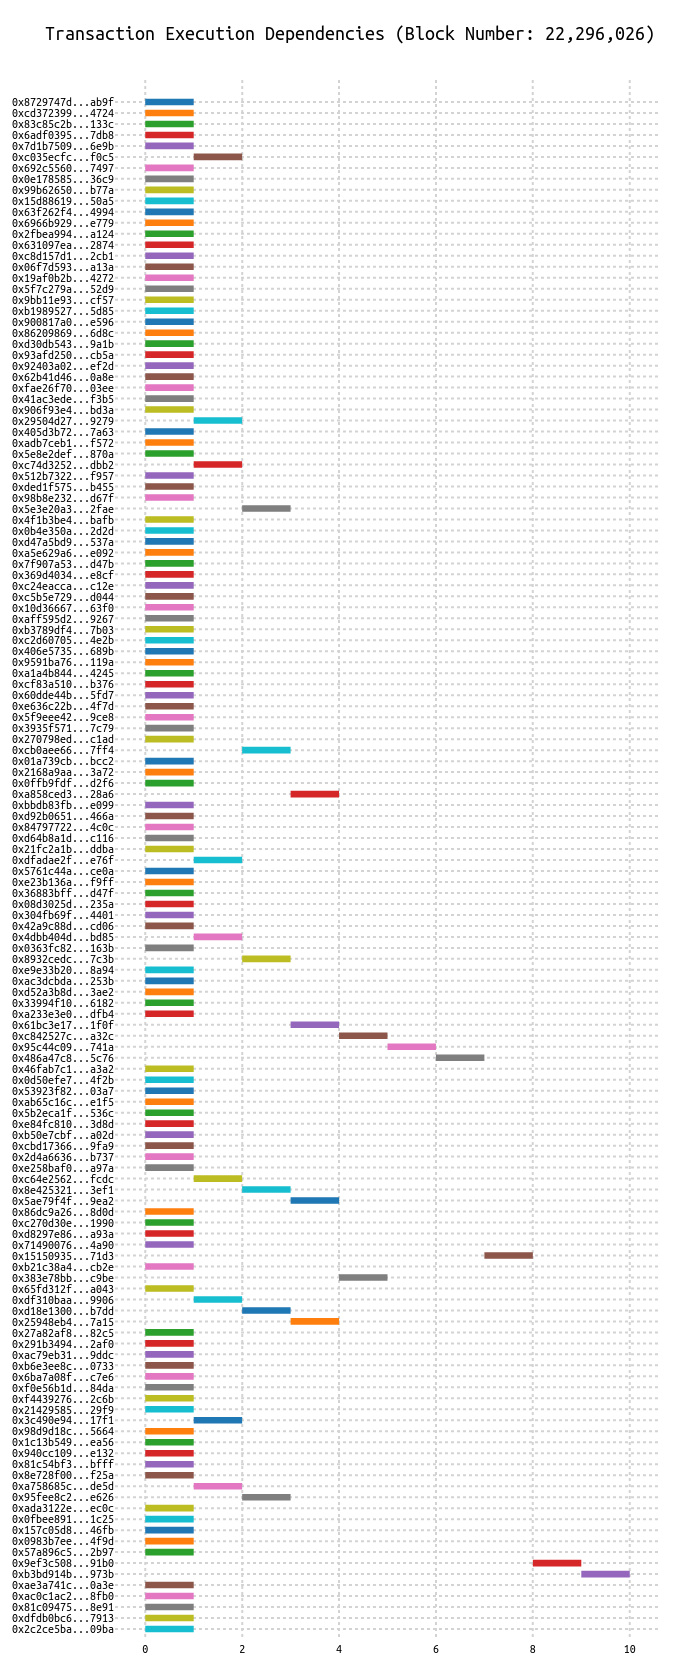 Transaction Execution Dependencies (Block Number: 22,296,026)
0x8729747d...ab9f
0xcd372399...4724
0x83c85c2b...133c
0x6adf0395...7db8
0x7d1b7509...6e9b
0xc035ecfc...f0c5
0x692c5560...7497
0x0e178585...36c9
0x99b62650...b77a
0x15d88619...50a5
0x63f262f4...4994
0x6966b929...e779
0x2fbea994...a124
0x631097ea...2874
0xc8d157d1...2cb1
0x06f7d593...a13a
0x19af0b2b...4272
0x5f7c279a...52d9
0x9bb11e93...cf57
0xb1989527...5d85
0x900817a0...e596
0x86209869...6d8c
0xd30db543...9a1b
0x93afd250...cb5a
0x92403a02...ef2d
0x62b41d46...0a8e
0xfae26f70...03ee
0x41ac3ede...f3b5
0x906f93e4...bd3a
0x29504d27...9279
0x405d3b72...7a63
0xadb7ceb1...f572
0x5e8e2def...870a
0xc74d3252...dbb2
0x512b7322...f957
0xded1f575...b455
0x98b8e232...d67f
0x5e3e20a3...2fae
0x4f1b3be4...bafb
0x0b4e350a...2d2d
0xd47a5bd9...537a
0xa5e629a6...e092
0x7f907a53...d47b
0x369d4034...e8cf
0xc24eacca...c12e
0xc5b5e729...d044
0x10d36667...63f0
0xaff595d2...9267
0xb3789df4...7b03
0xc2d60705...4e2b
0x406e5735...689b
0x9591ba76...119a
0xa1a4b844...4245
0xcf83a510...b376
0x60dde44b...5fd7
0xe636c22b...4f7d
0x5f9eee42...9ce8
0x3935f571...7c79
0x270798ed...c1ad
0xcb0aee66...7ff4
0x01a739cb...bcc2
0x2168a9aa...3a72
0x0ffb9fdf...d2f6
0xa858ced3...28a6
0xbbdb83fb...e099
0xd92b0651...466a
0x84797722...4c0c
0xd64b8a1d...c116
0x21fc2a1b...ddba
0xdfadae2f...e76f
0x5761c44a...ce0a
0xe23b136a...f9ff
0x36883bff...d47f
0x08d3025d...235a
0x304fb69f...4401
0x42a9c88d...cd06
0x4dbb404d...bd85
0x0363fc82...163b
0x8932cedc...7c3b
0xe9e33b20...8a94
0xac3dcbda...253b
0xd52a3b8d...3ae2
0x33994f10...6182
0xa233e3e0...dfb4
0x61bc3e17...1f0f
0xc842527c...a32c
0x95c44c09...741a
0x486a47c8...5c76
0x46fab7c1...a3a2
0x0d50efe7...4f2b
0x53923f82...03a7
0xab65c16c...e1f5
0x5b2eca1f...536c
0xe84fc810...3d8d
0xb50e7cbf...a02d
0xcbd17366...9fa9
0x2d4a6636...b737
0xe258baf0...a97a
0xc64e2562...fcdc
0x8e425321...3ef1
0x5ae79f4f...9ea2
0x86dc9a26...8d0d
0xc270d30e...1990
0xd8297e86...a93a
0x71490076...4a90
0x15150935...71d3
0xb21c38a4...cb2e
0x383e78bb...c9be
0x65fd312f...a043
0xdf310baa...9906
0xd18e1300...b7dd
0x25948eb4...7a15
0x27a82af8...82c5
0x291b3494...2af0
0xac79eb31...9ddc
0xb6e3ee8c...0733
0x6ba7a08f...c7e6
0xf0e56b1d...84da
0xf4439276...2c6b
0x21429585...29f9
0x3c490e94...17f1
0x98d9d18c...5664
0x1c13b549...ea56
0x940cc109...e132
0x81c54bf3...bfff
0x8e728f00...f25a
0xa758685c...de5d
0x95fee8c2...e626
0xada3122e...ec0c
0x0fbee891...1c25
0x157c05d8...46fb
0x0983b7ee...4f9d
0x57a896c5...2b97
0x9ef3c508...91b0
0xb3bd914b...973b
0xae3a741c...0a3e
0xac0c1ac2...8fb0
0x81c09475...8e91
0xdfdb0bc6...7913
0x2c2ce5ba...09ba
0 2 4 6 8 10